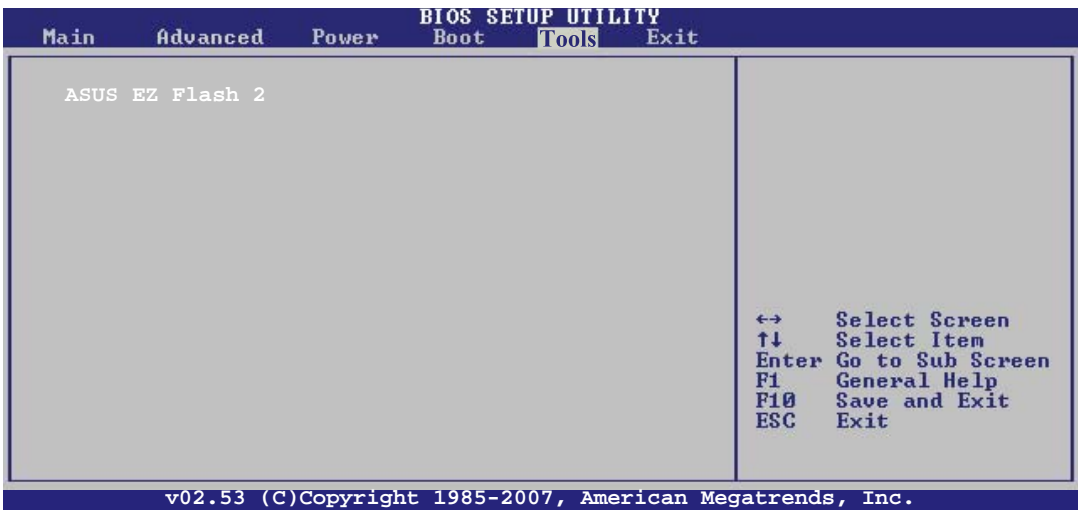 BIOS SETUP UTILITY
Main Advanced Power Boot Tools Exit
ASUS EZ Flash 2
←→ Select Screen
↑↓ Select Item
Enter Go to Sub Screen
F1 General Help
F10 Save and Exit
ESC Exit
v02.53 (C)Copyright 1985-2007, American Megatrends, Inc.